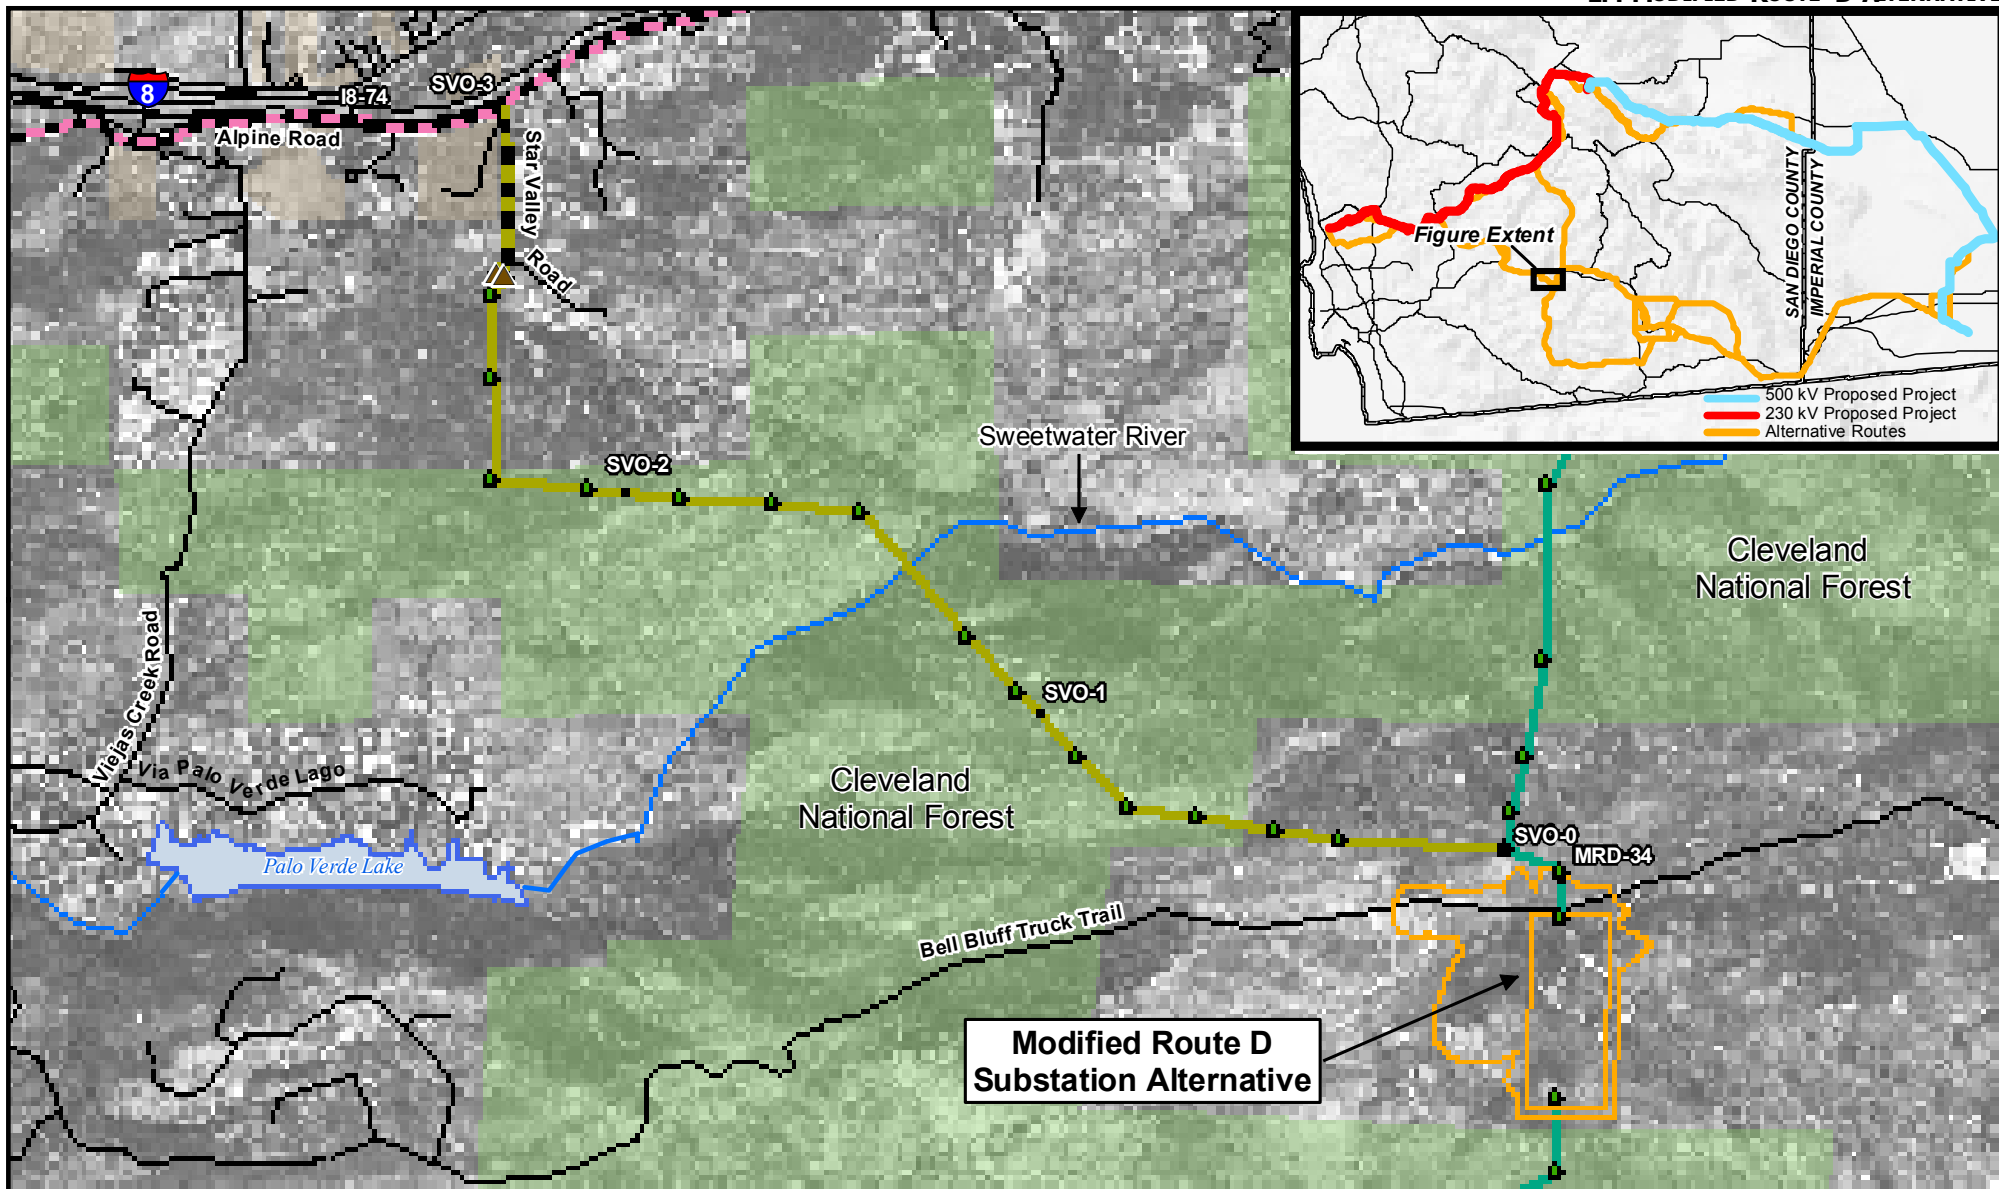 8
I8-74
SVO-3
Alpine Road
Star Valley
Road
SAN DIEGO COUNTY
IMPERIAL COUNTY
Figure Extent
500 kV Proposed Project
230 kV Proposed Project
Alternative Routes
Sweetwater River
SVO-2
Cleveland
National Forest
Viejas Creek Road
SVO-1
Via Palo Verde Lago
Cleveland
National Forest
SVO-0
MRD-34
Palo Verde Lake
Bell Bluff Truck Trail
Modified Route D
Substation Alternative